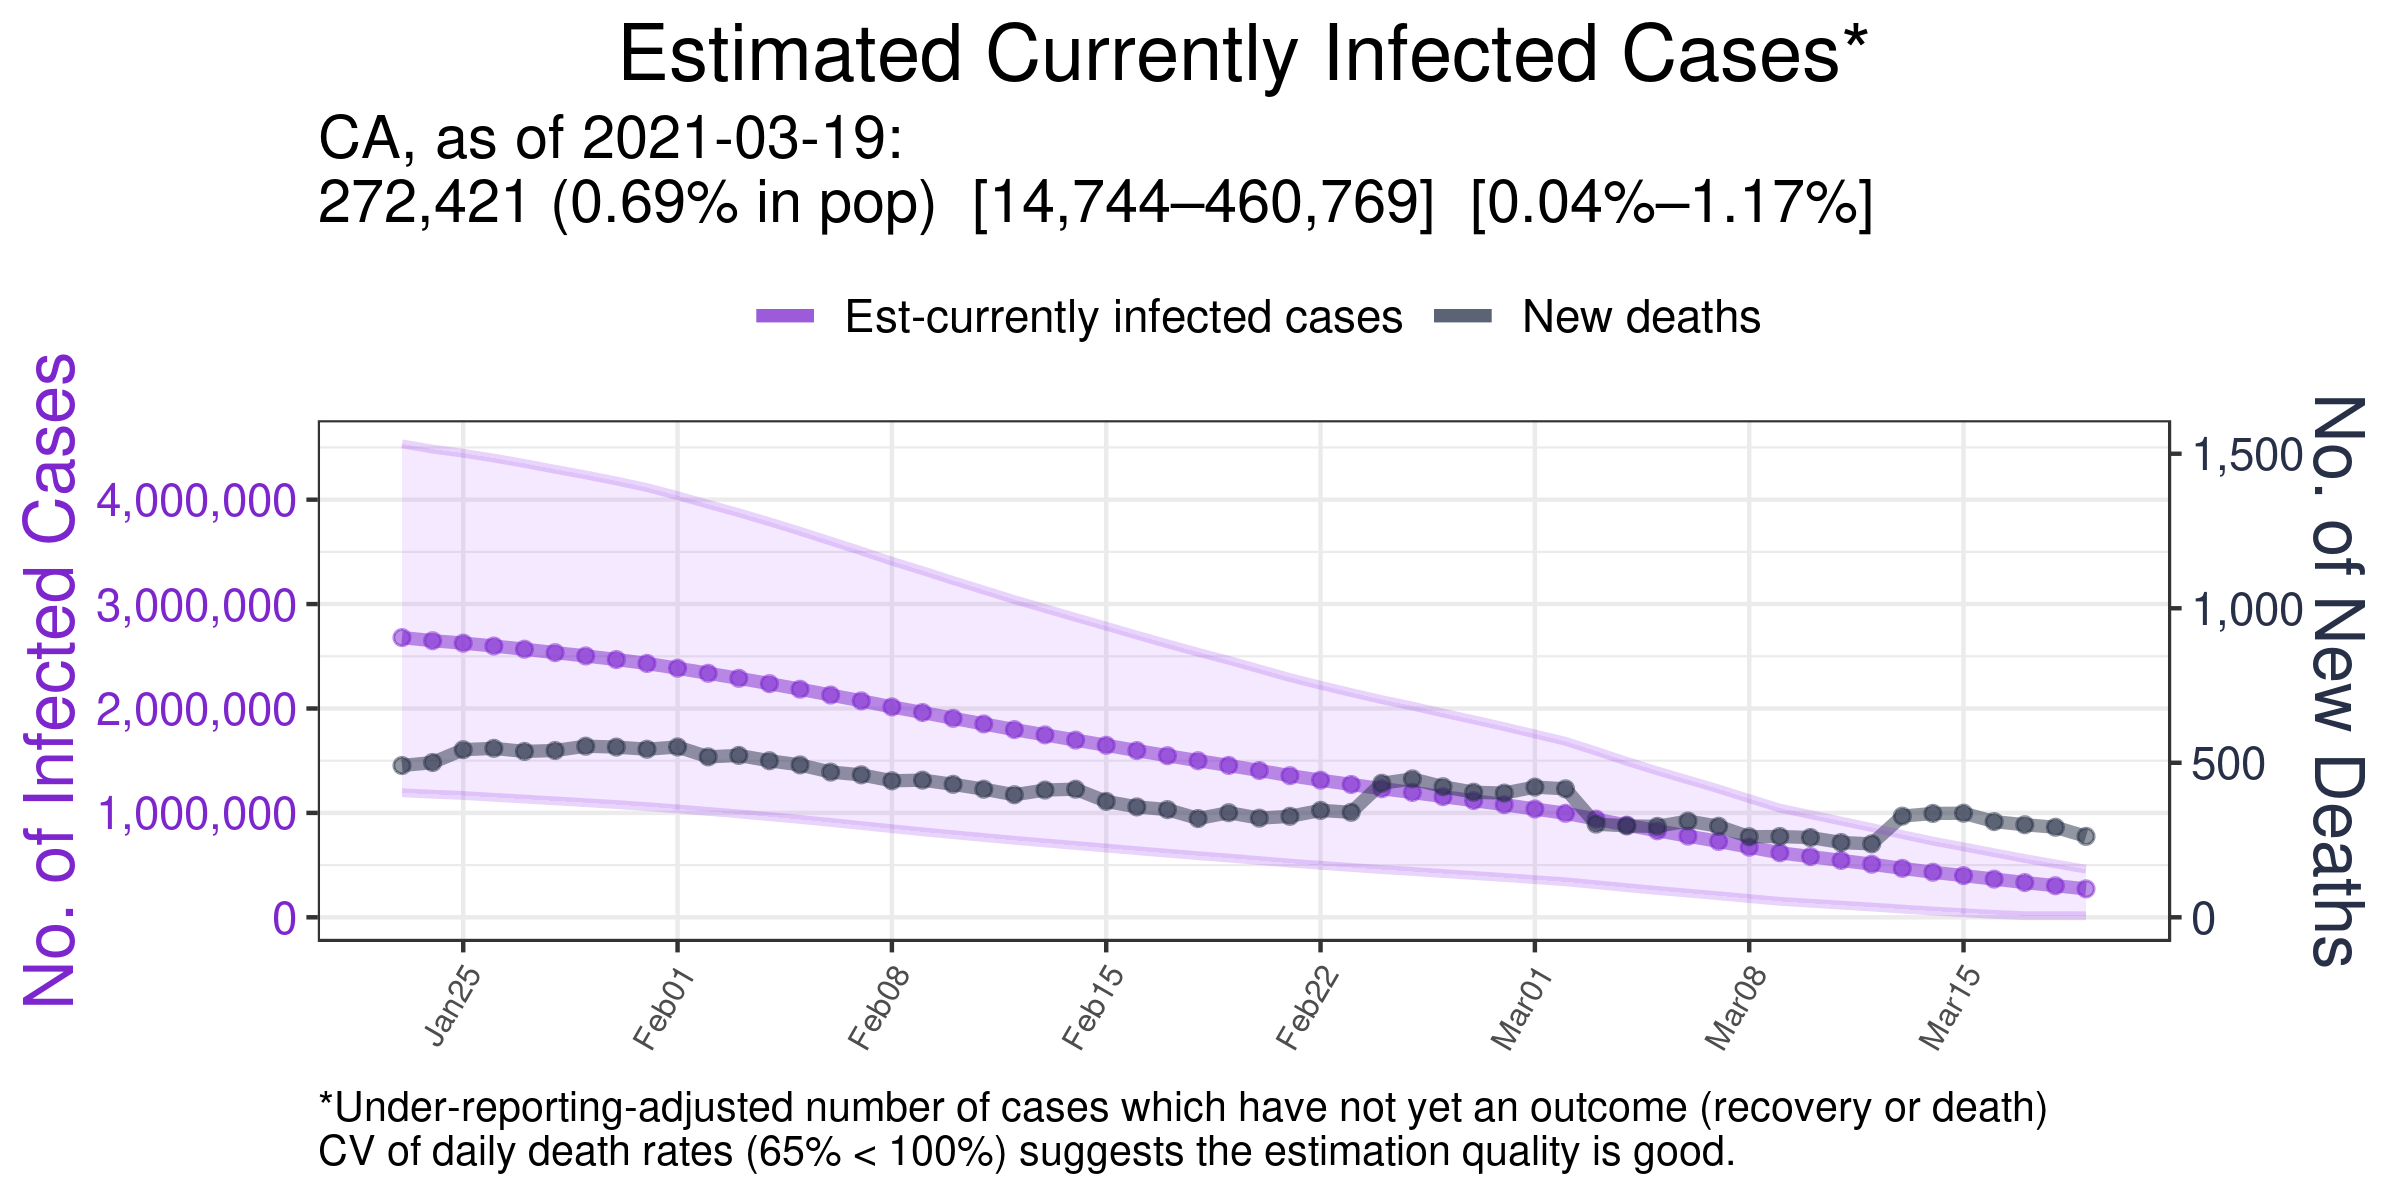 Estimated Currently Infected Cases*
CA, as of 2021-03-19:
272,421 (0.69% in pop)  [14,744–460,769]  [0.04%–1.17%]
Est-currently infected cases
New deaths
No. of Infected Cases
4,000,000
3,000,000
2,000,000
1,000,000
0
1,500
1,000
500
0
No. of New Deaths
Jan25
Feb01
Feb08
Feb15
Feb22
Mar01
Mar08
Mar15
*Under-reporting-adjusted number of cases which have not yet an outcome (recovery or death)
CV of daily death rates (65% < 100%) suggests the estimation quality is good.